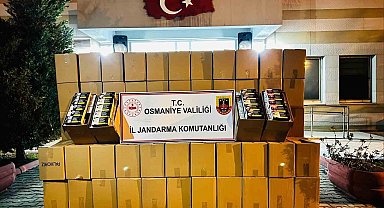 T.C.
OSMANİYE VALİLİĞİ
İL JANDARMA KOMUTANLIĞI